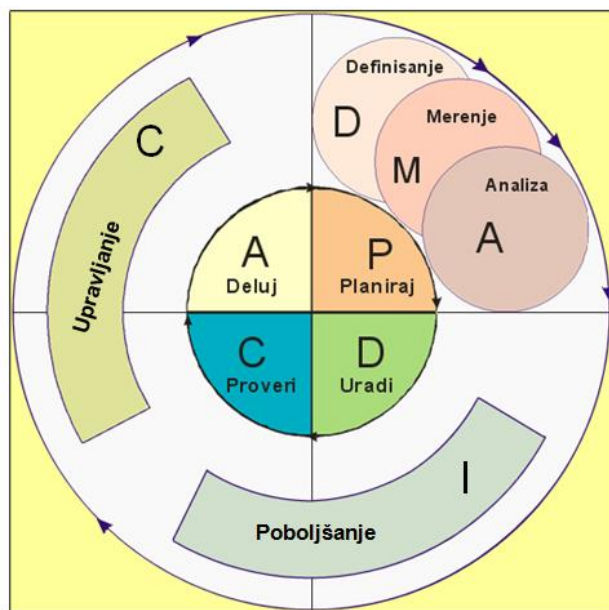 Definisanje
D
Merenje
M
Analiza
A
C
Upravljanje
A
Deluj
P
Planiraj
C
Proveri
D
Uradi
I
Poboljšanje